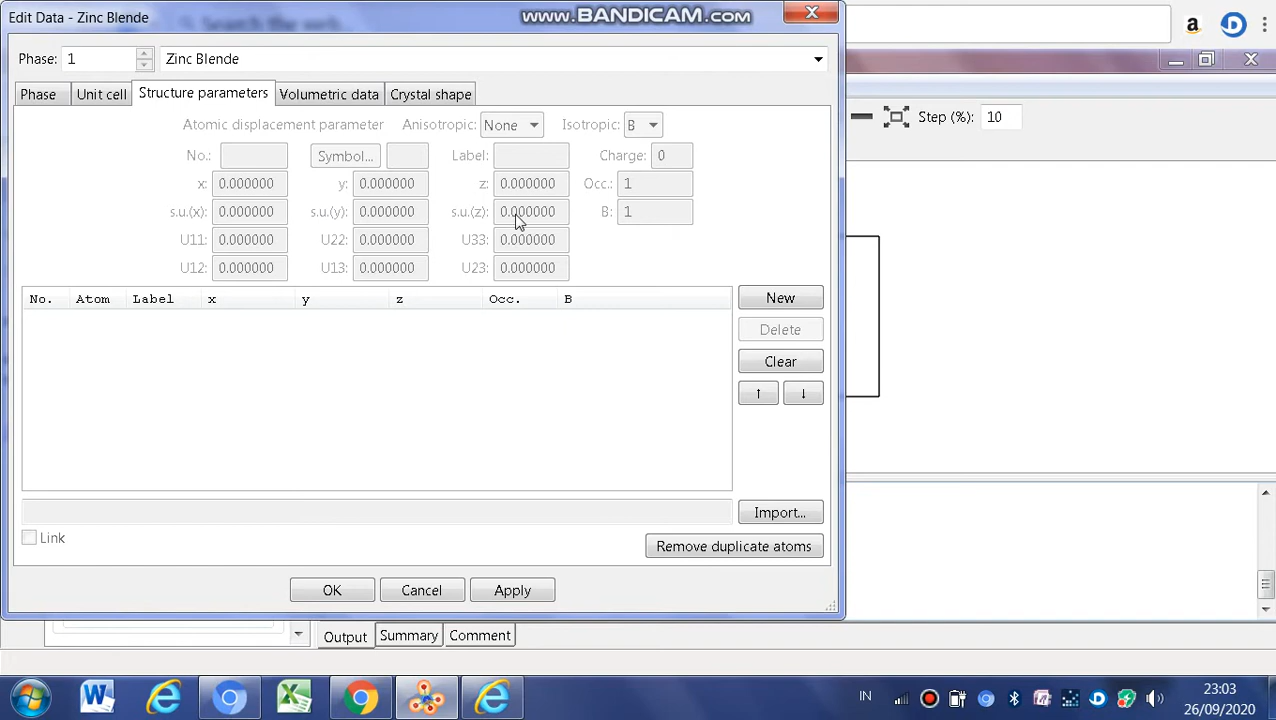 Edit Data - Zinc Blende
www.BANDICAM.com
Phase: 1 Zinc Blende
Phase Unit cell Structure parameters Volumetric data Crystal shape
Step (%): 10
Atomic displacement parameter Anisotropic: None Isotropic: B
No.: Symbol... Label: Charge: 0
x: 0.000000 y: 0.000000 z: 0.000000 Occ.: 1
s.u.(x): 0.000000 s.u.(y): 0.000000 s.u.(z): 0.000000 B: 1
U11: 0.000000 U22: 0.000000 U33: 0.000000
U12: 0.000000 U13: 0.000000 U23: 0.000000
No. Atom Label x y z Occ. B
New
Delete
Clear
↑ ↓
Import...
Link
Remove duplicate atoms
OK Cancel Apply
Output Summary Comment
IN
23:03
26/09/2020